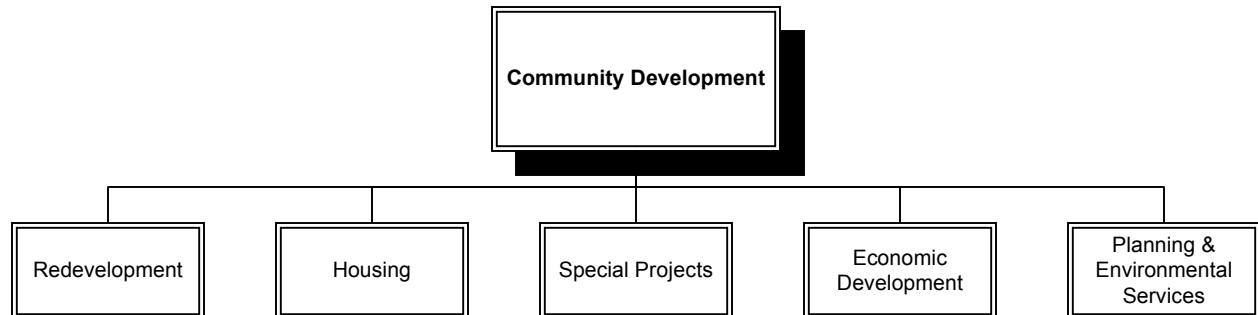 Community Development
Redevelopment
Housing
Special Projects
Economic
Development
Planning &
Environmental
Services